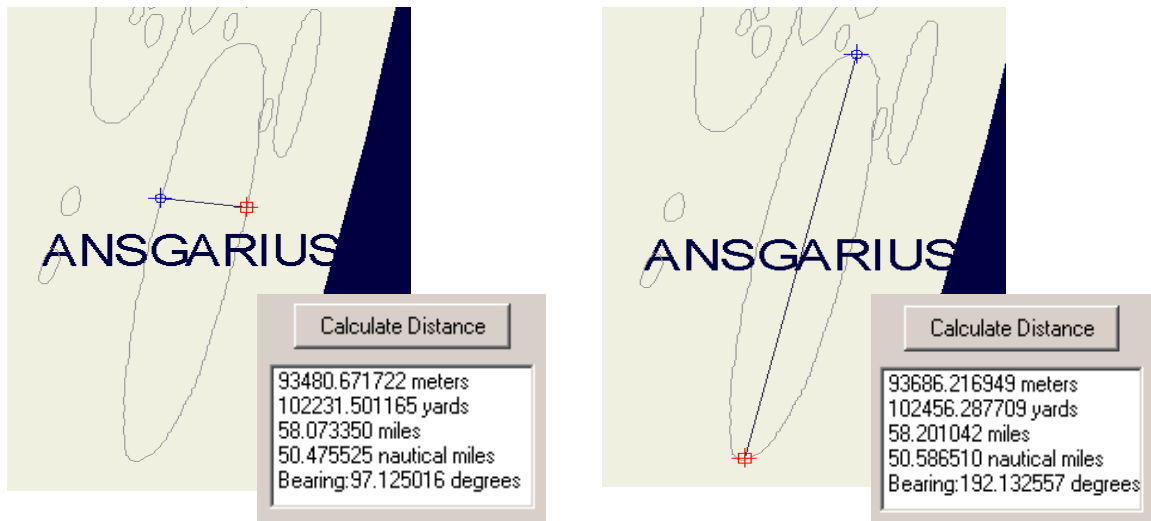 ANSGARIUS
Calculate Distance
93480.671722 meters
102231.501165 yards
58.073350 miles
50.475525 nautical miles
Bearing:97.125016 degrees
ANSGARIUS
Calculate Distance
93686.216949 meters
102456.287709 yards
58.201042 miles
50.586510 nautical miles
Bearing:192.132557 degrees